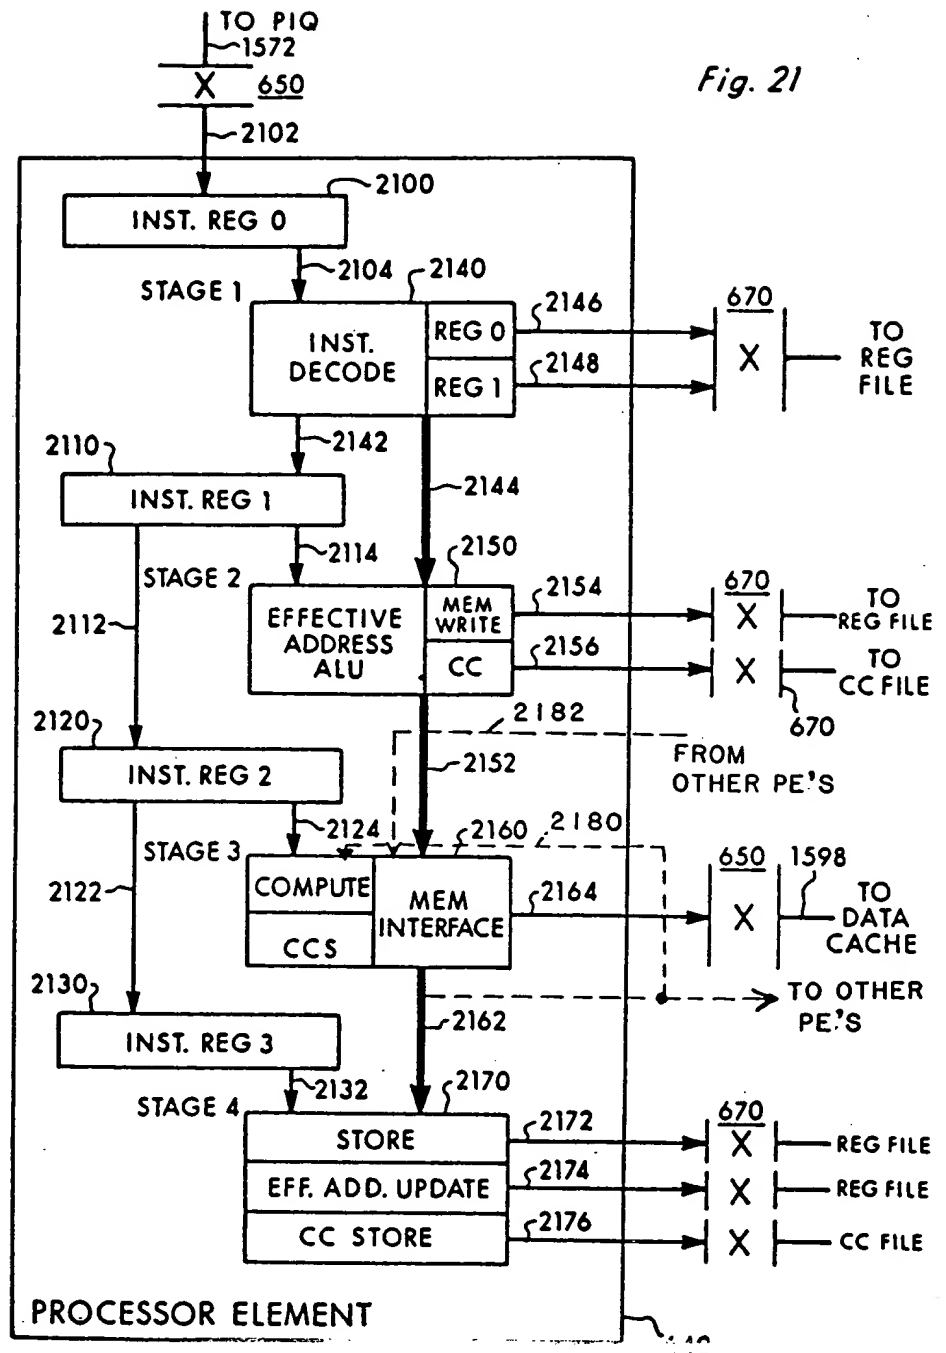 TO PIQ
1572
X 650
Fig. 21
2102
2100
INST. REG 0
2104
2140
STAGE 1
INST. DECODE
REG 0
REG 1
2146
2148
670
X
TO REG FILE
2142
2110
INST. REG 1
2144
2114
STAGE 2
2150
EFFECTIVE ADDRESS ALU
MEM WRITE
CC
2154
2156
670
X
X
TO REG FILE
TO CC FILE
670
2112
2182
2120
INST. REG 2
2152
FROM OTHER PE'S
2124
2160
2180
STAGE 3
2122
COMPUTE
CCS
MEM INTERFACE
2164
650
X
1598
TO DATA CACHE
2130
INST. REG 3
2162
TO OTHER PE'S
2132
2170
STAGE 4
STORE
EFF. ADD. UPDATE
CC STORE
2172
2174
2176
670
X
X
X
REG FILE
REG FILE
CC FILE
PROCESSOR ELEMENT